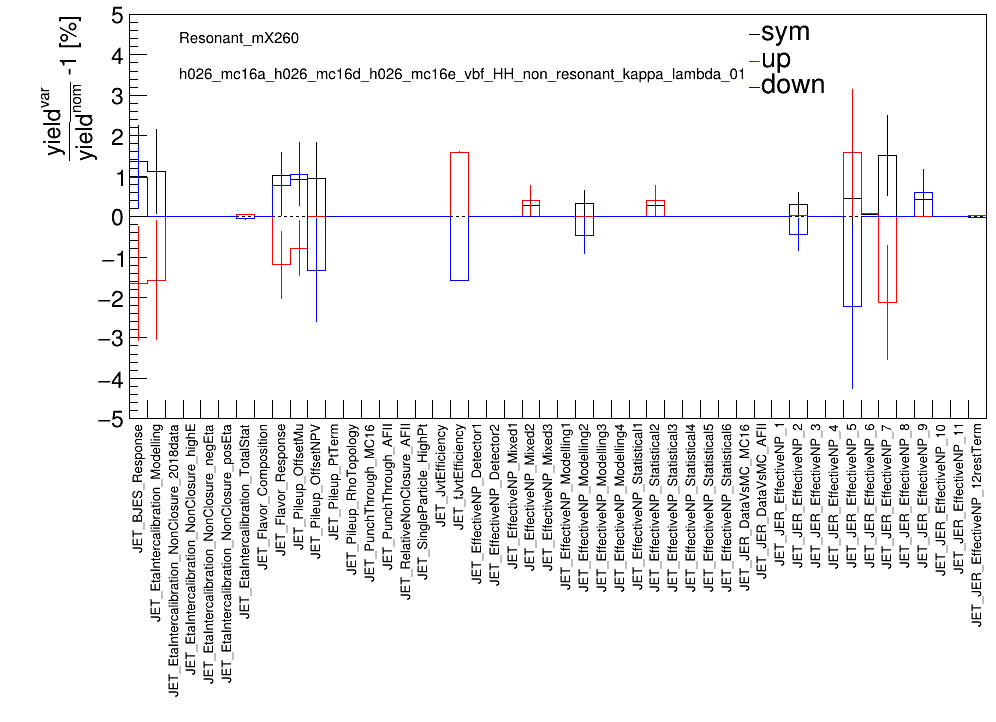 Resonant_mX260
h026_mc16a_h026_mc16d_h026_mc16e_vbf_HH_non_resonant_kappa_lambda_01
sym
up
down
yield^var
yield^nom -1 [%]
5
4
3
2
1
0
−1
−2
−3
−4
−5
JET_BJES_Response
JET_EtaIntercalibration_Modelling
JET_EtaIntercalibration_NonClosure_2018data
JET_EtaIntercalibration_NonClosure_highE
JET_EtaIntercalibration_NonClosure_negEta
JET_EtaIntercalibration_NonClosure_posEta
JET_EtaIntercalibration_TotalStat
JET_Flavor_Composition
JET_Flavor_Response
JET_Pileup_OffsetMu
JET_Pileup_OffsetNPV
JET_Pileup_PtTerm
JET_Pileup_RhoTopology
JET_PunchThrough_MC16
JET_PunchThrough_AFII
JET_RelativeNonClosure_AFII
JET_SingleParticle_HighPt
JET_JvtEfficiency
JET_fJvtEfficiency
JET_EffectiveNP_Detector1
JET_EffectiveNP_Detector2
JET_EffectiveNP_Mixed1
JET_EffectiveNP_Mixed2
JET_EffectiveNP_Mixed3
JET_EffectiveNP_Modelling1
JET_EffectiveNP_Modelling2
JET_EffectiveNP_Modelling3
JET_EffectiveNP_Modelling4
JET_EffectiveNP_Statistical1
JET_EffectiveNP_Statistical2
JET_EffectiveNP_Statistical3
JET_EffectiveNP_Statistical4
JET_EffectiveNP_Statistical5
JET_EffectiveNP_Statistical6
JET_JER_DataVsMC_MC16
JET_JER_DataVsMC_AFII
JET_JER_EffectiveNP_1
JET_JER_EffectiveNP_2
JET_JER_EffectiveNP_3
JET_JER_EffectiveNP_4
JET_JER_EffectiveNP_5
JET_JER_EffectiveNP_6
JET_JER_EffectiveNP_7
JET_JER_EffectiveNP_8
JET_JER_EffectiveNP_9
JET_JER_EffectiveNP_10
JET_JER_EffectiveNP_11
JET_JER_EffectiveNP_12restTerm